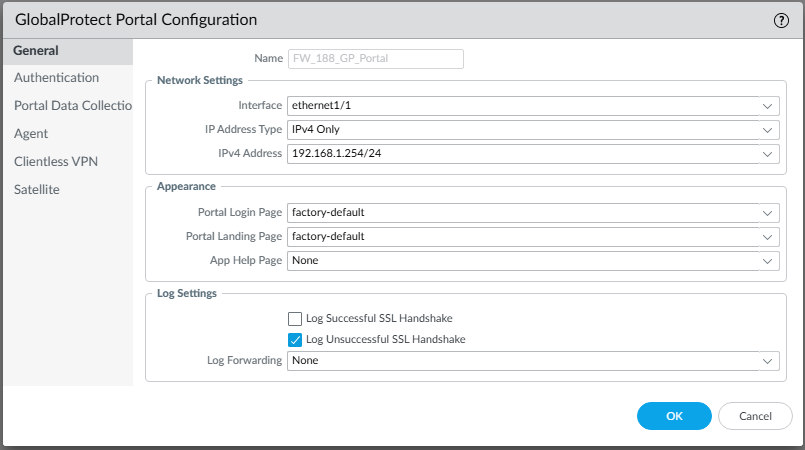 GlobalProtect Portal Configuration
General
Authentication
Portal Data Collectio
Agent
Clientless VPN
Satellite
Name FW_188_GP_Portal
Network Settings
Interface ethernet1/1
IP Address Type IPv4 Only
IPv4 Address 192.168.1.254/24
Appearance
Portal Login Page factory-default
Portal Landing Page factory-default
App Help Page None
Log Settings
Log Successful SSL Handshake
Log Unsuccessful SSL Handshake
Log Forwarding None
OK Cancel